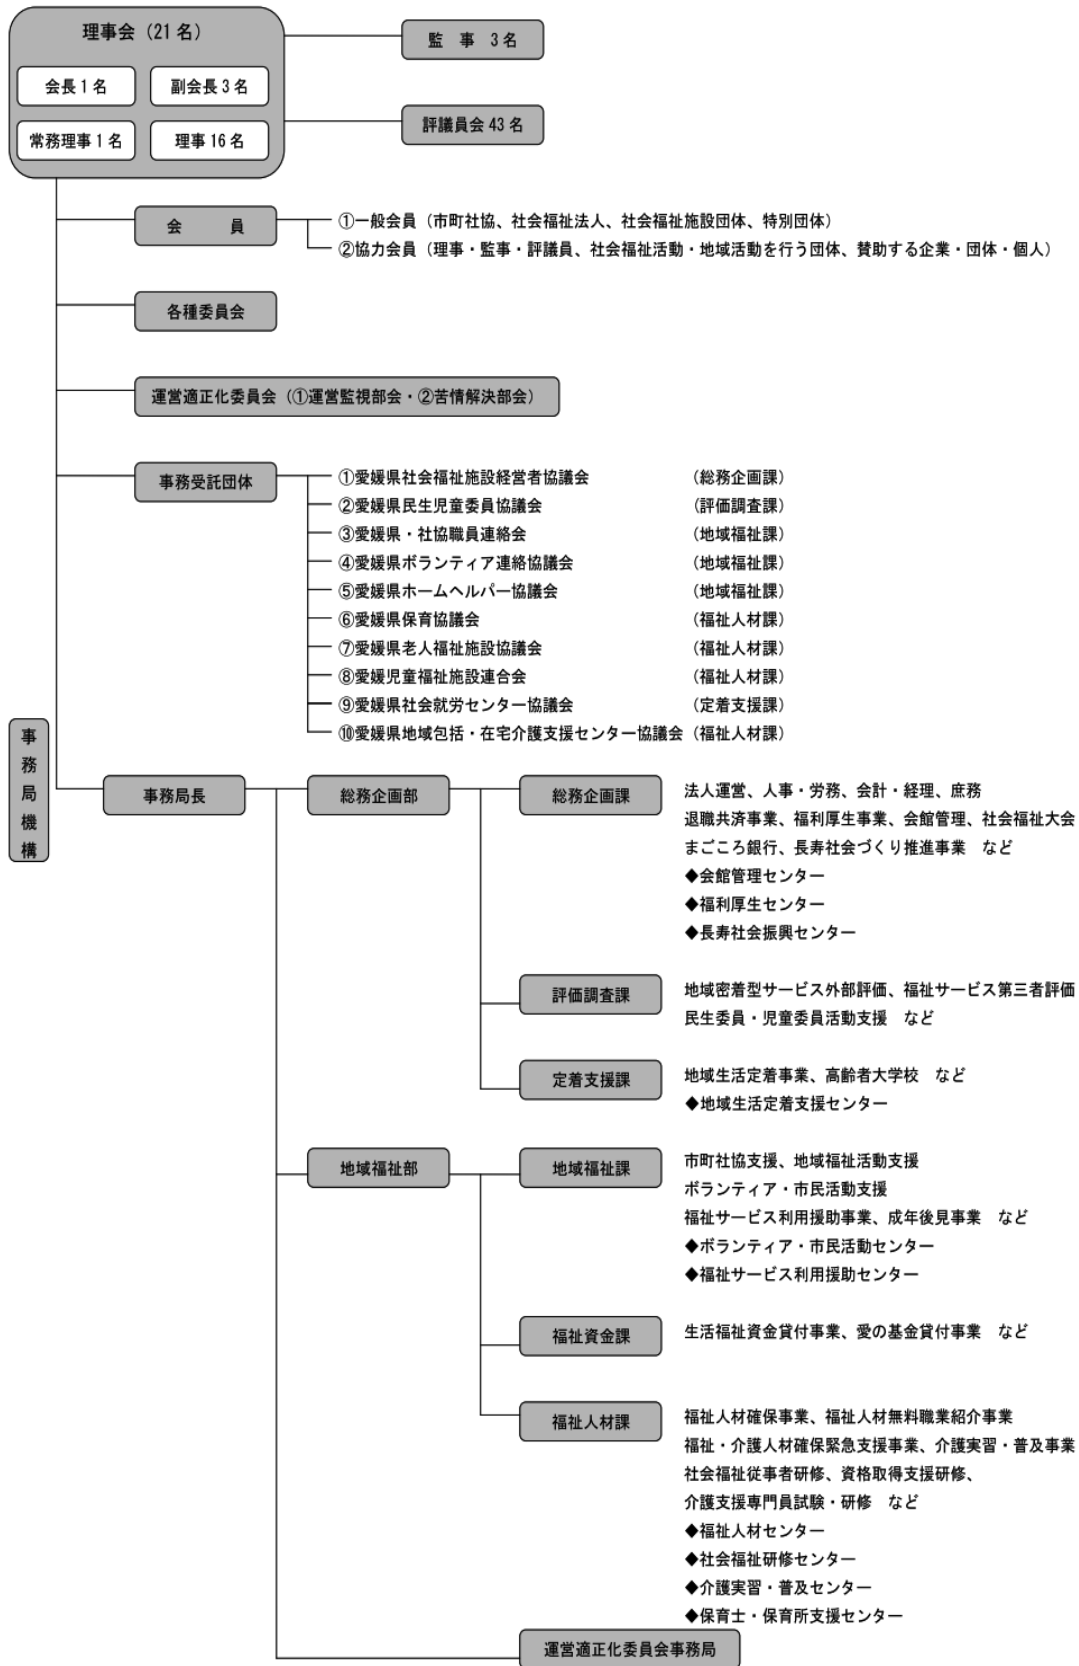 理事会（21名）
会長1名
副会長3名
常務理事1名
理事16名
監　事　3名
評議員会43名
会　　員
①一般会員（市町社協、社会福祉法人、社会福祉施設団体、特別団体）
②協力会員（理事・監事・評議員、社会福祉活動・地域活動を行う団体、賛助する企業・団体・個人）
各種委員会
運営適正化委員会（①運営監視部会・②苦情解決部会）
事務受託団体
①愛媛県社会福祉施設経営者協議会　（総務企画課）
②愛媛県民生児童委員協議会　（評価調査課）
③愛媛県・社協職員連絡会　（地域福祉課）
④愛媛県ボランティア連絡協議会　（地域福祉課）
⑤愛媛県ホームヘルパー協議会　（地域福祉課）
⑥愛媛県保育協議会　（福祉人材課）
⑦愛媛県老人福祉施設協議会　（福祉人材課）
⑧愛媛児童福祉施設連合会　（福祉人材課）
⑨愛媛県社会就労センター協議会　（定着支援課）
⑩愛媛県地域包括・在宅介護支援センター協議会（福祉人材課）
事務局機構
事務局長
総務企画部
総務企画課
法人運営、人事・労務、会計・経理、庶務
退職共済事業、福利厚生事業、会館管理、社会福祉大会
まごころ銀行、長寿社会づくり推進事業　など
◆会館管理センター
◆福利厚生センター
◆長寿社会振興センター
評価調査課
地域密着型サービス外部評価、福祉サービス第三者評価
民生委員・児童委員活動支援　など
定着支援課
地域生活定着事業、高齢者大学校　など
◆地域生活定着支援センター
地域福祉部
地域福祉課
市町社協支援、地域福祉活動支援
ボランティア・市民活動支援
福祉サービス利用援助事業、成年後見事業　など
◆ボランティア・市民活動センター
◆福祉サービス利用援助センター
福祉資金課
生活福祉資金貸付事業、愛の基金貸付事業　など
福祉人材課
福祉人材確保事業、福祉人材無料職業紹介事業
福祉・介護人材確保緊急支援事業、介護実習・普及事業
社会福祉従事者研修、資格取得支援研修、
介護支援専門員試験・研修　など
◆福祉人材センター
◆社会福祉研修センター
◆介護実習・普及センター
◆保育士・保育所支援センター
運営適正化委員会事務局